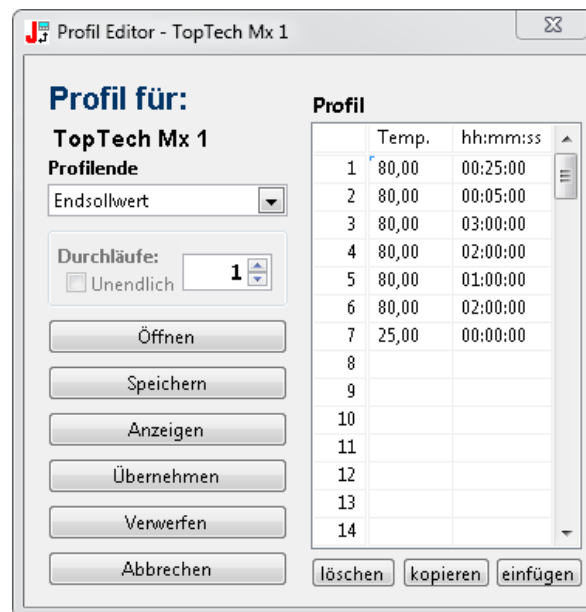 Profil Editor - TopTech Mx 1
Profil für:
TopTech Mx 1
Profilende
Endsollwert
Durchläufe:
Unendlich
1
Öffnen
Speichern
Anzeigen
Übernehmen
Verwerfen
Abbrechen
Profil
Temp. hh:mm:ss
1 80,00 00:25:00
2 80,00 00:05:00
3 80,00 03:00:00
4 80,00 02:00:00
5 80,00 01:00:00
6 80,00 02:00:00
7 25,00 00:00:00
8
9
10
11
12
13
14
löschen kopieren einfügen